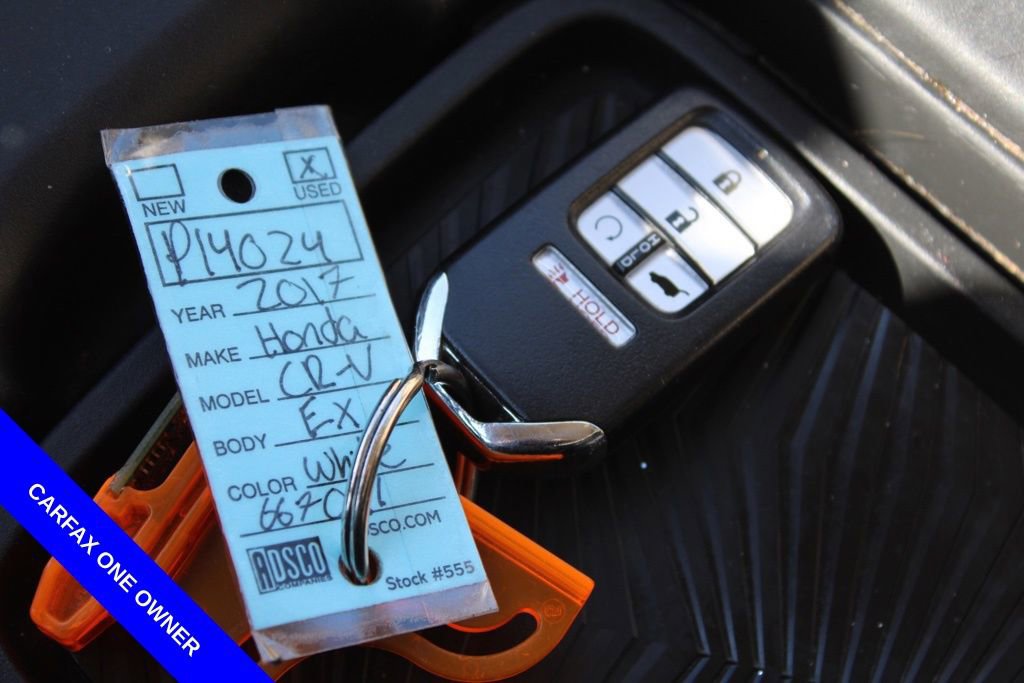 X
NEW USED
P14024
YEAR 2017
MAKE Honda
MODEL CR-V
BODY EX
COLOR White
SCO.COM
ADSCO
COMPANIES
Stock #555
HOLD
HOLD
CARFAX ONE OWNER